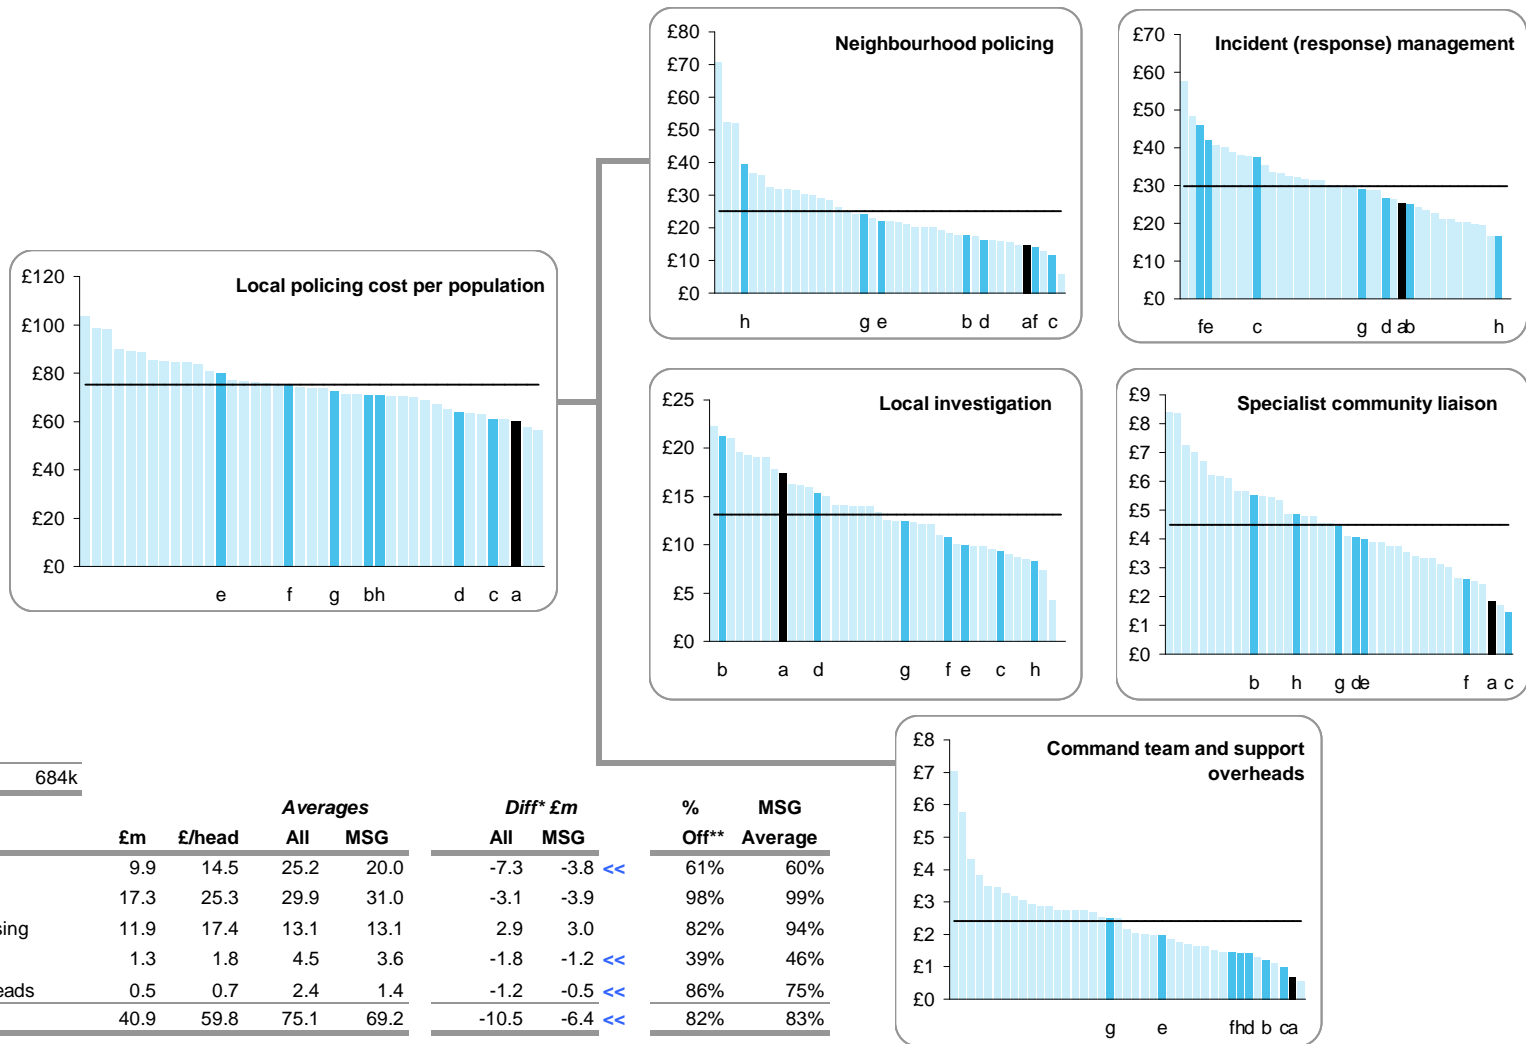 Neighbourhood policing
£80
£70
£60
£50
£40
£30
£20
£10
£0
h g e b d af c
Incident (response) management
£70
£60
£50
£40
£30
£20
£10
£0
fe c g d ab h
Local policing cost per population
£120
£100
£80
£60
£40
£20
£0
e f g bh d c a
Local investigation
£25
£20
£15
£10
£5
£0
b a d g f e c h
Specialist community liaison
£9
£8
£7
£6
£5
£4
£3
£2
£1
£0
b h g de f a c
Command team and support
overheads
£8
£7
£6
£5
£4
£3
£2
£1
£0
g e fhd b ca
684k
Averages Diff* £m % MSG
£m £/head All MSG All MSG Off** Average
9.9 14.5 25.2 20.0 -7.3 -3.8 << 61% 60%
17.3 25.3 29.9 31.0 -3.1 -3.9 98% 99%
sing 11.9 17.4 13.1 13.1 2.9 3.0 82% 94%
1.3 1.8 4.5 3.6 -1.8 -1.2 << 39% 46%
eads 0.5 0.7 2.4 1.4 -1.2 -0.5 << 86% 75%
40.9 59.8 75.1 69.2 -10.5 -6.4 << 82% 83%